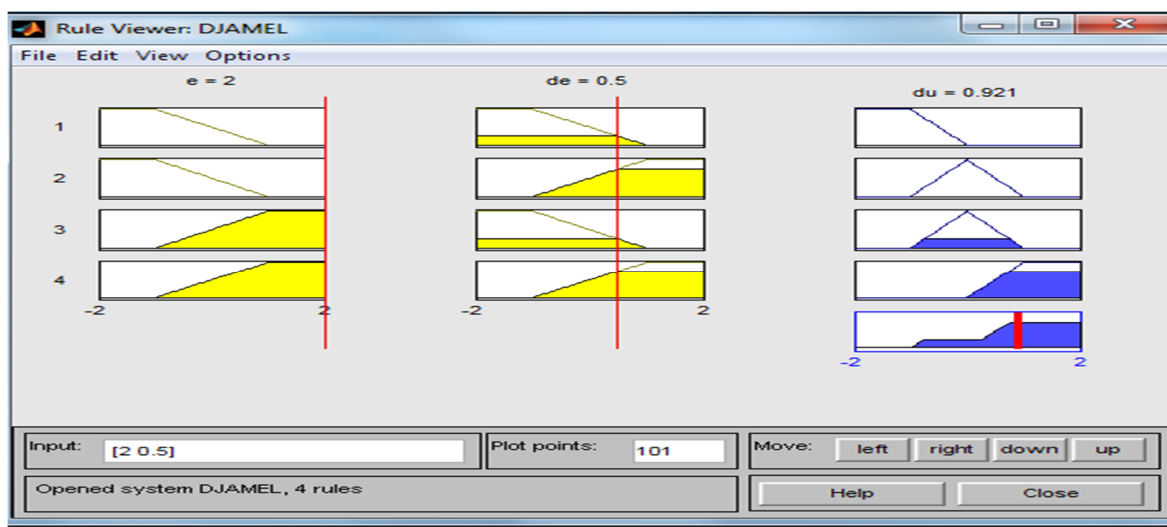 Rule Viewer: DJAMEL
File Edit View Options
e = 2 de = 0.5 du = 0.921
1
2
3
4
-2 2 -2 2
-2 2
Input: [2 0.5] Plot points: 101 Move: left right down up
Opened system DJAMEL, 4 rules Help Close